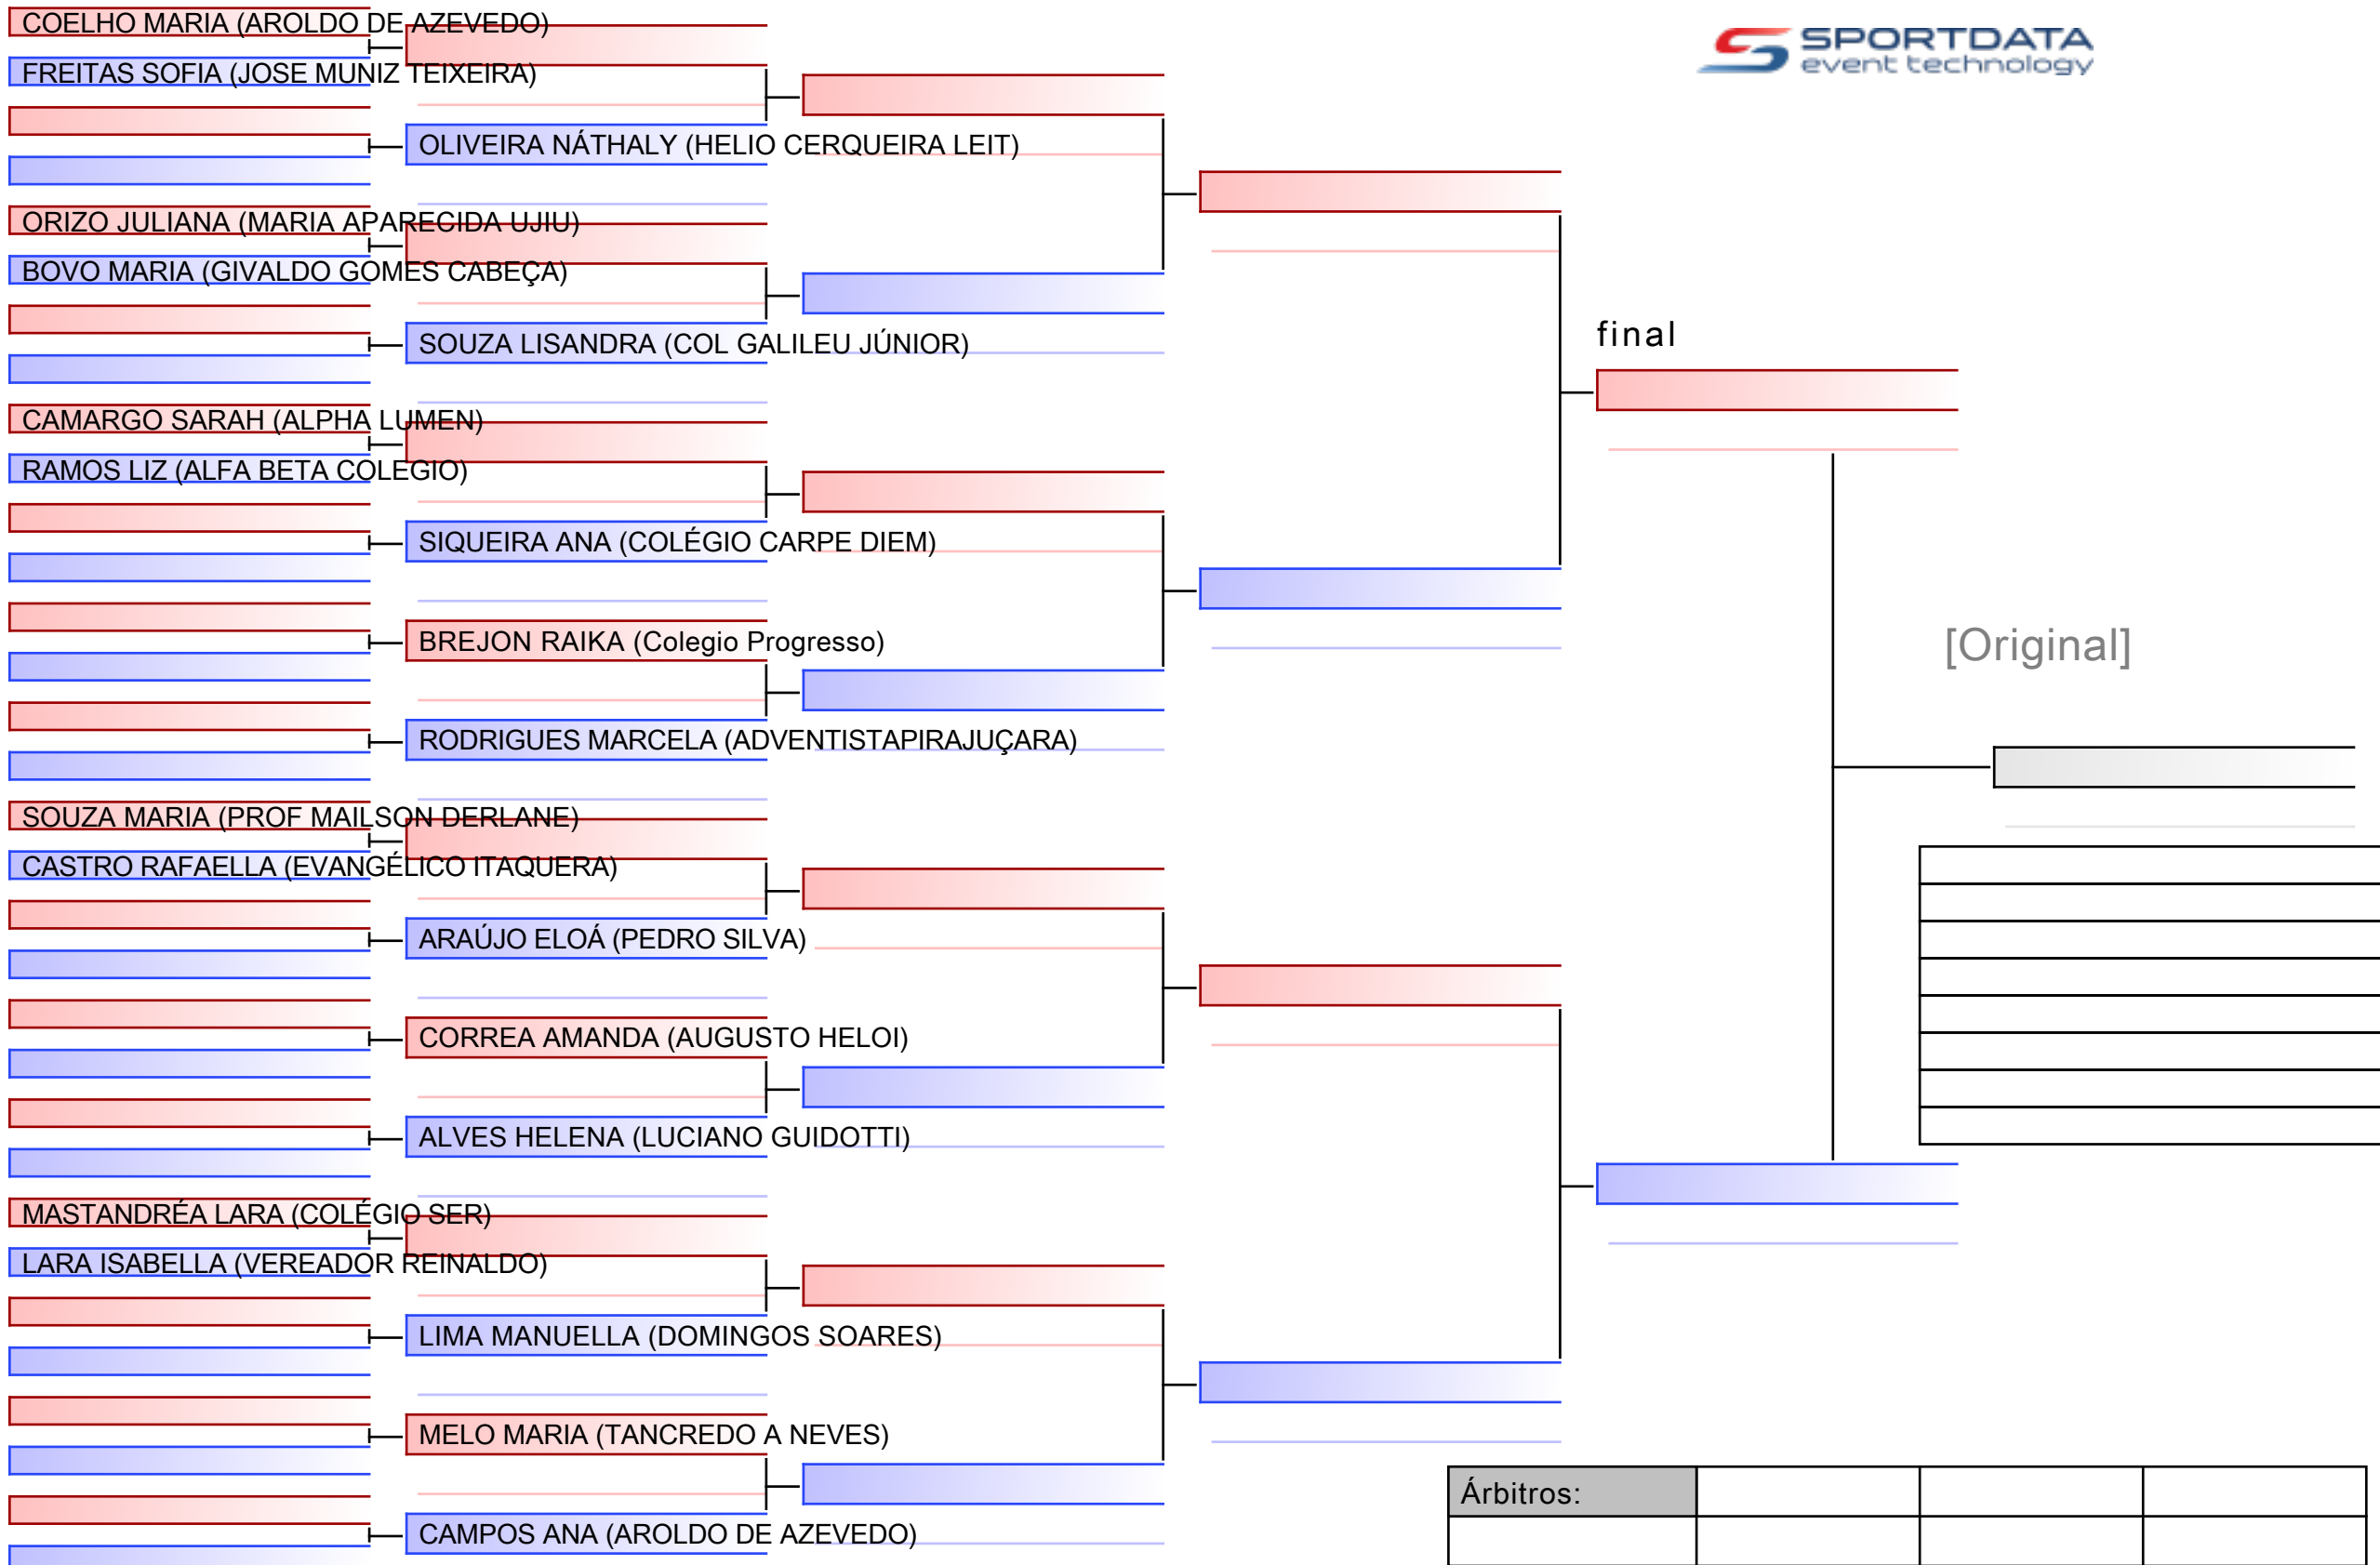 COELHO MARIA (AROLDO DE AZEVEDO)
FREITAS SOFIA (JOSE MUNIZ TEIXEIRA)
OLIVEIRA NÁTHALY (HELIO CERQUEIRA LEIT)
ORIZO JULIANA (MARIA APARECIDA UJIU)
BOVO MARIA (GIVALDO GOMES CABEÇA)
SOUZA LISANDRA (COL GALILEU JÚNIOR)
CAMARGO SARAH (ALPHA LUMEN)
RAMOS LIZ (ALFA BETA COLEGIO)
SIQUEIRA ANA (COLÉGIO CARPE DIEM)
BREJON RAIKA (Colegio Progresso)
RODRIGUES MARCELA (ADVENTISTAPIRAJUÇARA)
SOUZA MARIA (PROF MAILSON DERLANE)
CASTRO RAFAELLA (EVANGÉLICO ITAQUERA)
ARAÚJO ELOÁ (PEDRO SILVA)
CORREA AMANDA (AUGUSTO HELOI)
ALVES HELENA (LUCIANO GUIDOTTI)
MASTANDRÉA LARA (COLÉGIO SER)
LARA ISABELLA (VEREADOR REINALDO)
LIMA MANUELLA (DOMINGOS SOARES)
MELO MARIA (TANCREDO A NEVES)
CAMPOS ANA (AROLDO DE AZEVEDO)
SPORTDATA
event technology
final
[Original]
Árbitros: